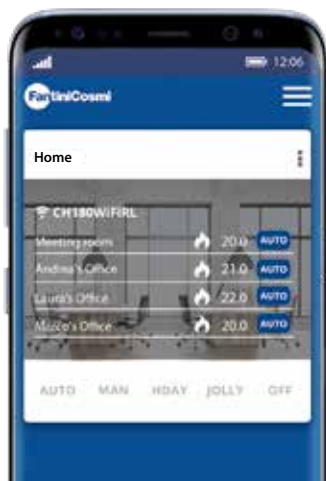 12:06
FantiniCosmi
Home
CH180WIFIRL
Meeting room 20.0 AUTO
Andrea's Office 21.0 AUTO
Laura's Office 22.0 AUTO
Marco's Office 20.0 AUTO
AUTO MAN HDAY JOLLY OFF